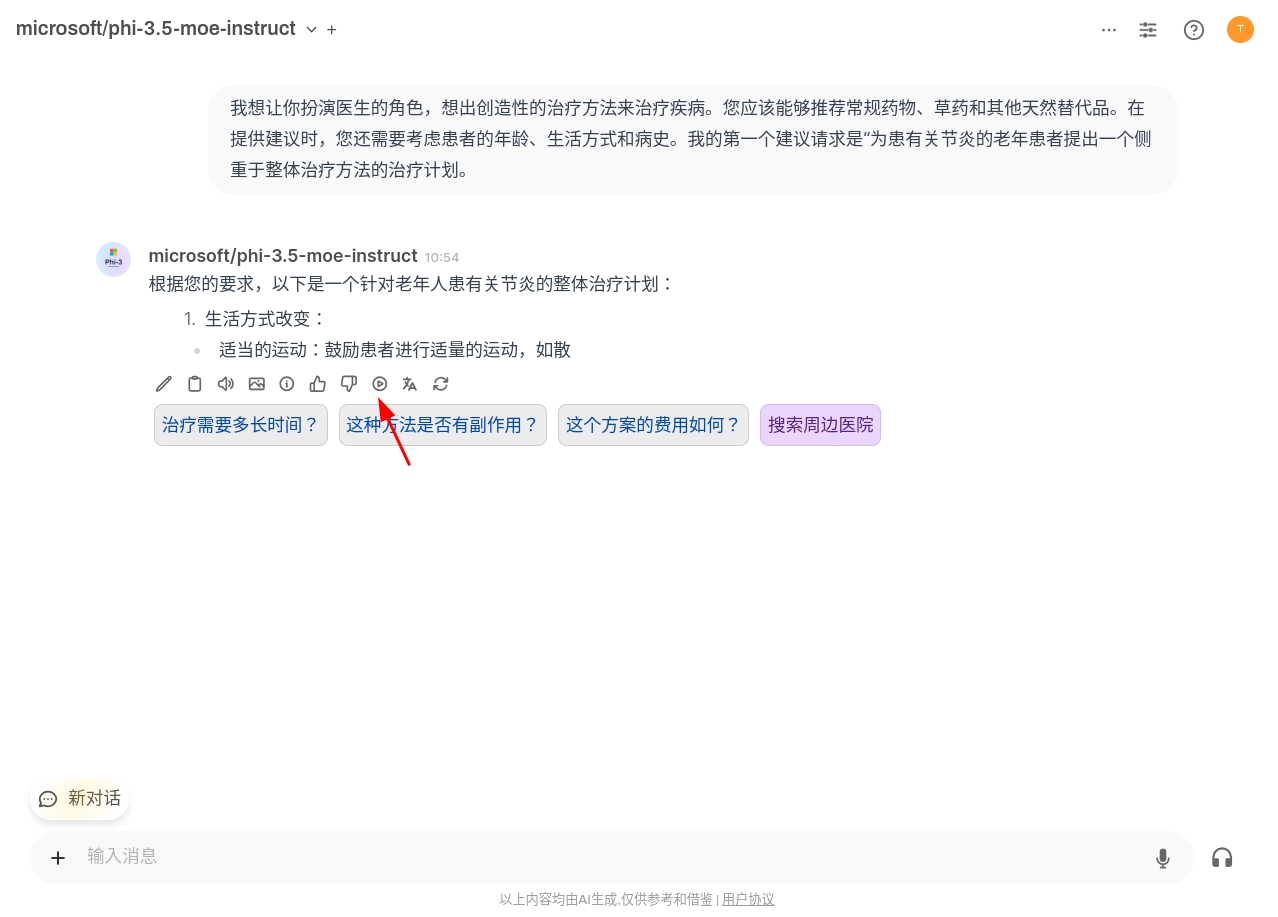 microsoft/phi-3.5-moe-instruct
T
我想让你扮演医生的角色，想出创造性的治疗方法来治疗疾病。您应该能够推荐常规药物、草药和其他天然替代品。在
提供建议时，您还需要考虑患者的年龄、生活方式和病史。我的第一个建议请求是“为患有关节炎的老年患者提出一个侧
重于整体治疗方法的治疗计划。
Phi-3
microsoft/phi-3.5-moe-instruct 10:54
根据您的要求，以下是一个针对老年人患有关节炎的整体治疗计划：
1. 生活方式改变：
适当的运动：鼓励患者进行适量的运动，如散
治疗需要多长时间？ 这种方法是否有副作用？ 这个方案的费用如何？ 搜索周边医院
新对话
输入消息
以上内容均由AI生成,仅供参考和借鉴 | 用户协议